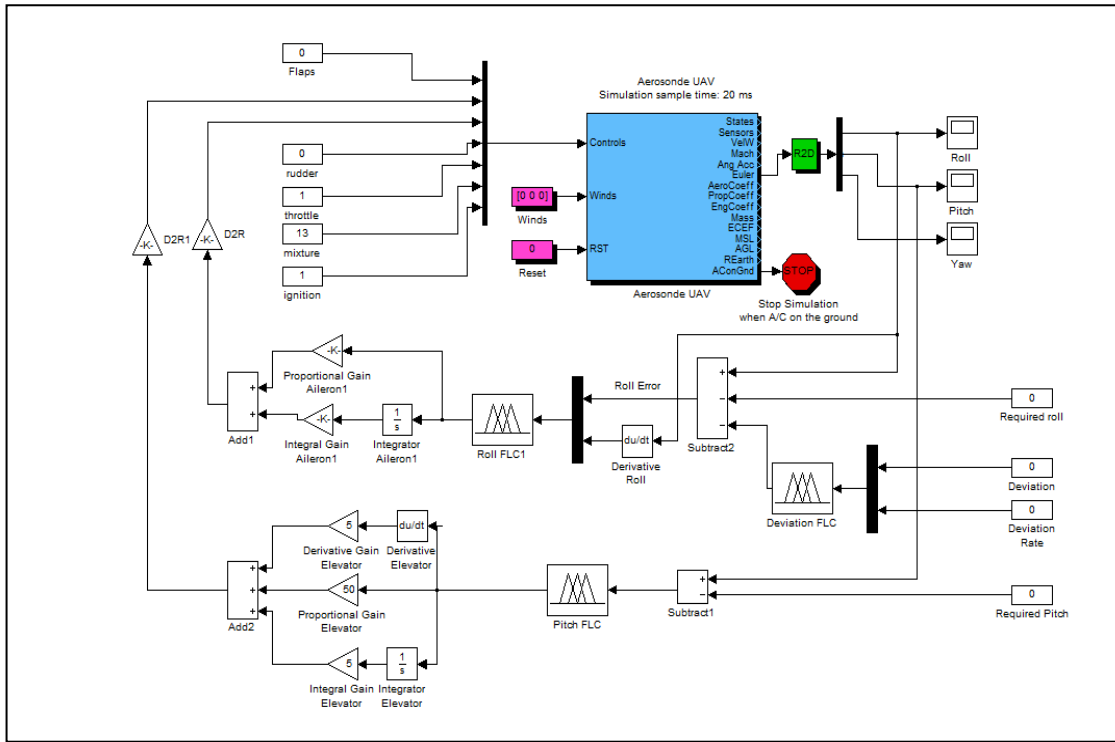 0
Flaps
0
rudder
1
throttle
13
mixture
1
ignition
-K-
D2R1
-K-
D2R
Aerosonde UAV
Simulation sample time: 20 ms
Controls
Winds
RST
States
Sensors
VelW
Mach
Ang Acc
Euler
AeroCoeff
PropCoeff
EngCoeff
Mass
ECEF
MSL
AGL
REarth
AConGnd
Aerosonde UAV
[0 0 0]
Winds
0
Reset
R2D
Roll
Pitch
Yaw
STOP
Stop Simulation
when A/C on the ground
+
+
Add1
-K-
Proportional Gain
Aileron1
-K-
Integral Gain
Aileron1
1
s
Integrator
Aileron1
Roll FLC1
Roll Error
du/dt
Derivative
Roll
+
−
−
Subtract2
0
Required roll
Deviation FLC
0
Deviation
0
Deviation
Rate
+
+
+
Add2
5
Derivative Gain
Elevator
du/dt
Derivative
Elevator
50
Proportional Gain
Elevator
5
Integral Gain
Elevator
1
s
Integrator
Elevator
Pitch FLC
+
−
Subtract1
0
Required Pitch